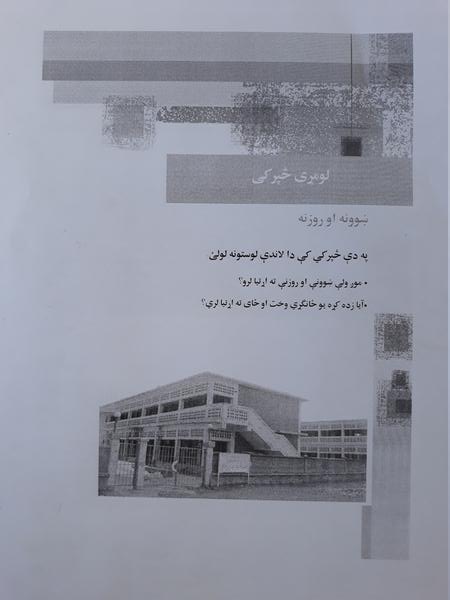 لومړی څپرکی
ښوونه او روزنه
په دې څپرکي کې دا لاندې لوستونه لولئ
• موږ ولې ښوونې او روزنې ته اړتیا لرو؟
• آیا زده کړه یو ځانګړي وخت او ځای ته اړتیا لري؟